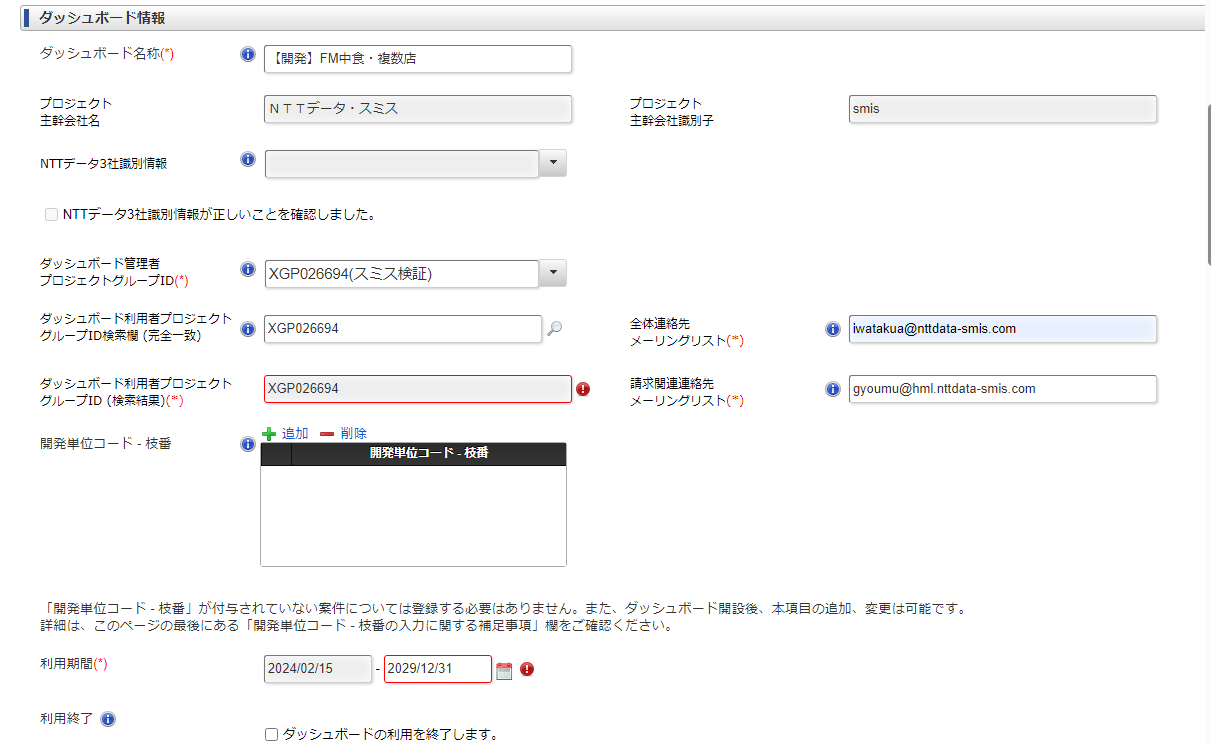 ダッシュボード情報
ダッシュボード名称(*)
【開発】FM中食・複数店
プロジェクト
主幹会社名
ＮＴＴデータ・スミス
プロジェクト
主幹会社識別子
smis
NTTデータ3社識別情報
NTTデータ3社識別情報が正しいことを確認しました。
ダッシュボード管理者
プロジェクトグループID(*)
XGP026694(スミス検証)
ダッシュボード利用者プロジェクト
グループID検索欄 (完全一致)
XGP026694
全体連絡先
メーリングリスト(*)
iwatakua@nttdata-smis.com
ダッシュボード利用者プロジェクト
グループID (検索結果)(*)
XGP026694
請求関連連絡先
メーリングリスト(*)
gyoumu@hml.nttdata-smis.com
開発単位コード - 枝番
追加 削除
開発単位コード - 枝番
「開発単位コード - 枝番」が付与されていない案件については登録する必要はありません。また、ダッシュボード開設後、本項目の追加、変更は可能です。
詳細は、このページの最後にある「開発単位コード - 枝番の入力に関する補足事項」欄をご確認ください。
利用期間(*)
2024/02/15 - 2029/12/31
利用終了
ダッシュボードの利用を終了します。